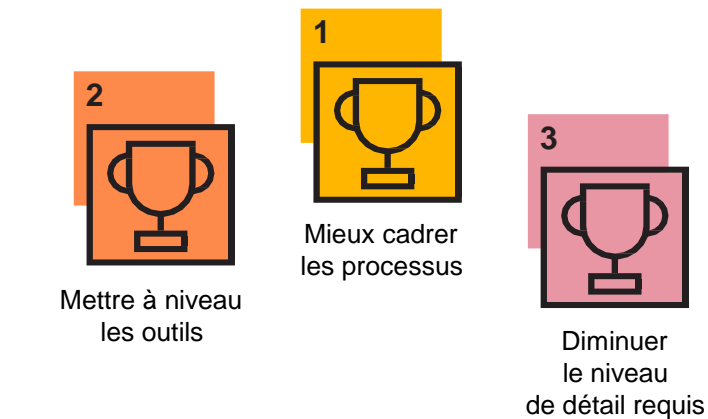 1
Mieux cadrer
les processus
2
Mettre à niveau
les outils
3
Diminuer
le niveau
de détail requis